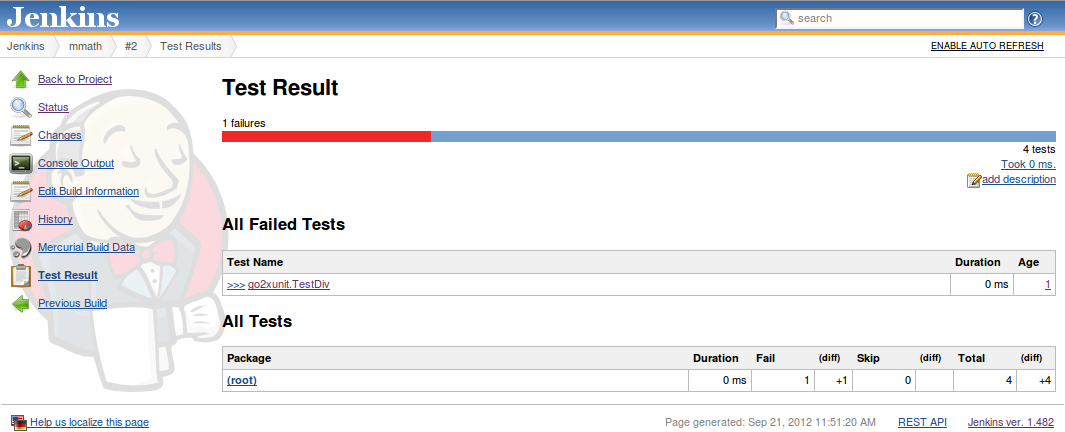 Jenkins
search
Jenkins mmath #2 Test Results ENABLE AUTO REFRESH
Back to Project
Status
Changes
Console Output
Edit Build Information
History
Mercurial Build Data
Test Result
Previous Build
Test Result
1 failures
4 tests
Took 0 ms.
add description
All Failed Tests
Test Name Duration Age
>>> go2xunit.TestDiv 0 ms 1
All Tests
Package Duration Fail (diff) Skip (diff) Total (diff)
(root) 0 ms 1 +1 0 4 +4
Help us localize this page Page generated: Sep 21, 2012 11:51:20 AM REST API Jenkins ver. 1.482